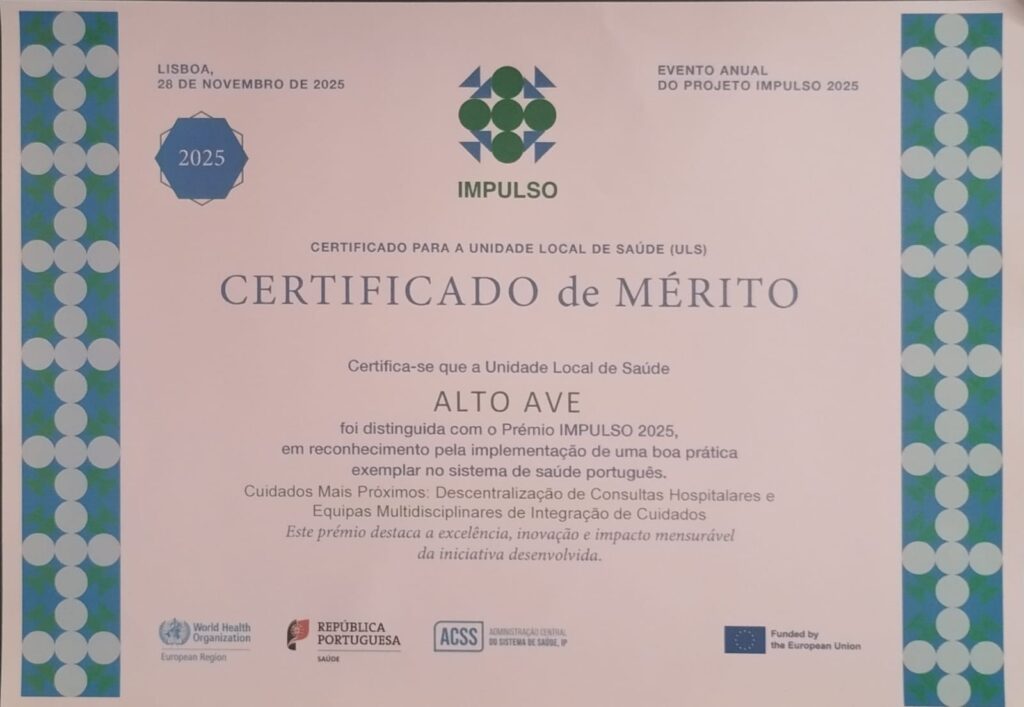 LISBOA,
28 DE NOVEMBRO DE 2025
EVENTO ANUAL
DO PROJETO IMPULSO 2025
2025
IMPULSO
CERTIFICADO PARA A UNIDADE LOCAL DE SAÚDE (ULS)
CERTIFICADO de MÉRITO
Certifica-se que a Unidade Local de Saúde
ALTO AVE
foi distinguida com o Prémio IMPULSO 2025,
em reconhecimento pela implementação de uma boa prática
exemplar no sistema de saúde português.
Cuidados Mais Próximos: Descentralização de Consultas Hospitalares e
Equipas Multidisciplinares de Integração de Cuidados
Este prémio destaca a excelência, inovação e impacto mensurável
da iniciativa desenvolvida.
World Health
Organization
European Region
REPÚBLICA
PORTUGUESA
SAÚDE
ACSS
ADMINISTRAÇÃO CENTRAL
DO SISTEMA DE SAÚDE, IP
Funded by
the European Union